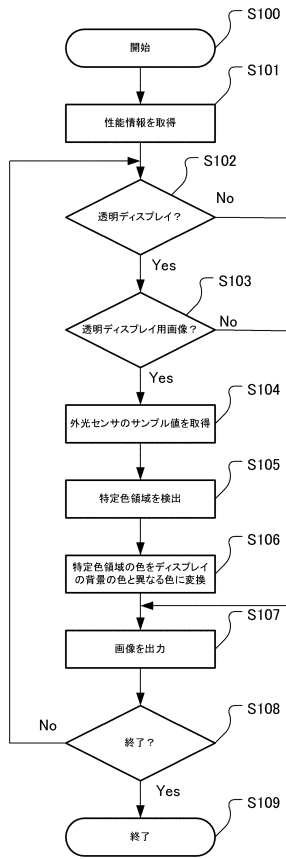 S100
開始
S101
性能情報を取得
S102
透明ディスプレイ？
No
Yes
S103
透明ディスプレイ用画像？
No
Yes
S104
外光センサのサンプル値を取得
S105
特定色領域を検出
S106
特定色領域の色をディスプレイ
の背景の色と異なる色に変換
S107
画像を出力
S108
No
終了？
Yes
S109
終了